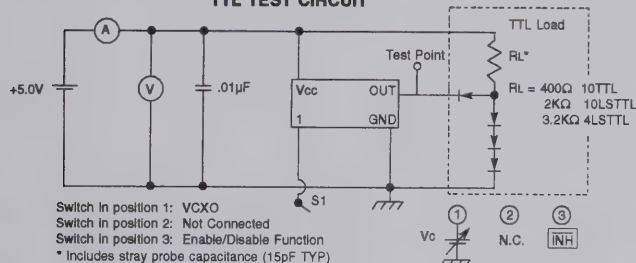 TTL TEST CIRCUIT
TTL Load
A
Test Point
RL*
+5.0V
V
.01µF
Vcc OUT
RL = 400Ω 10TTL
2KΩ 10LSTTL
3.2KΩ 4LSTTL
1 GND
S1
Switch in position 1: VCXO
Switch in position 2: Not Connected
Switch in position 3: Enable/Disable Function
* Includes stray probe capacitance (15pF TYP)
1 2 3
Vc N.C. INH